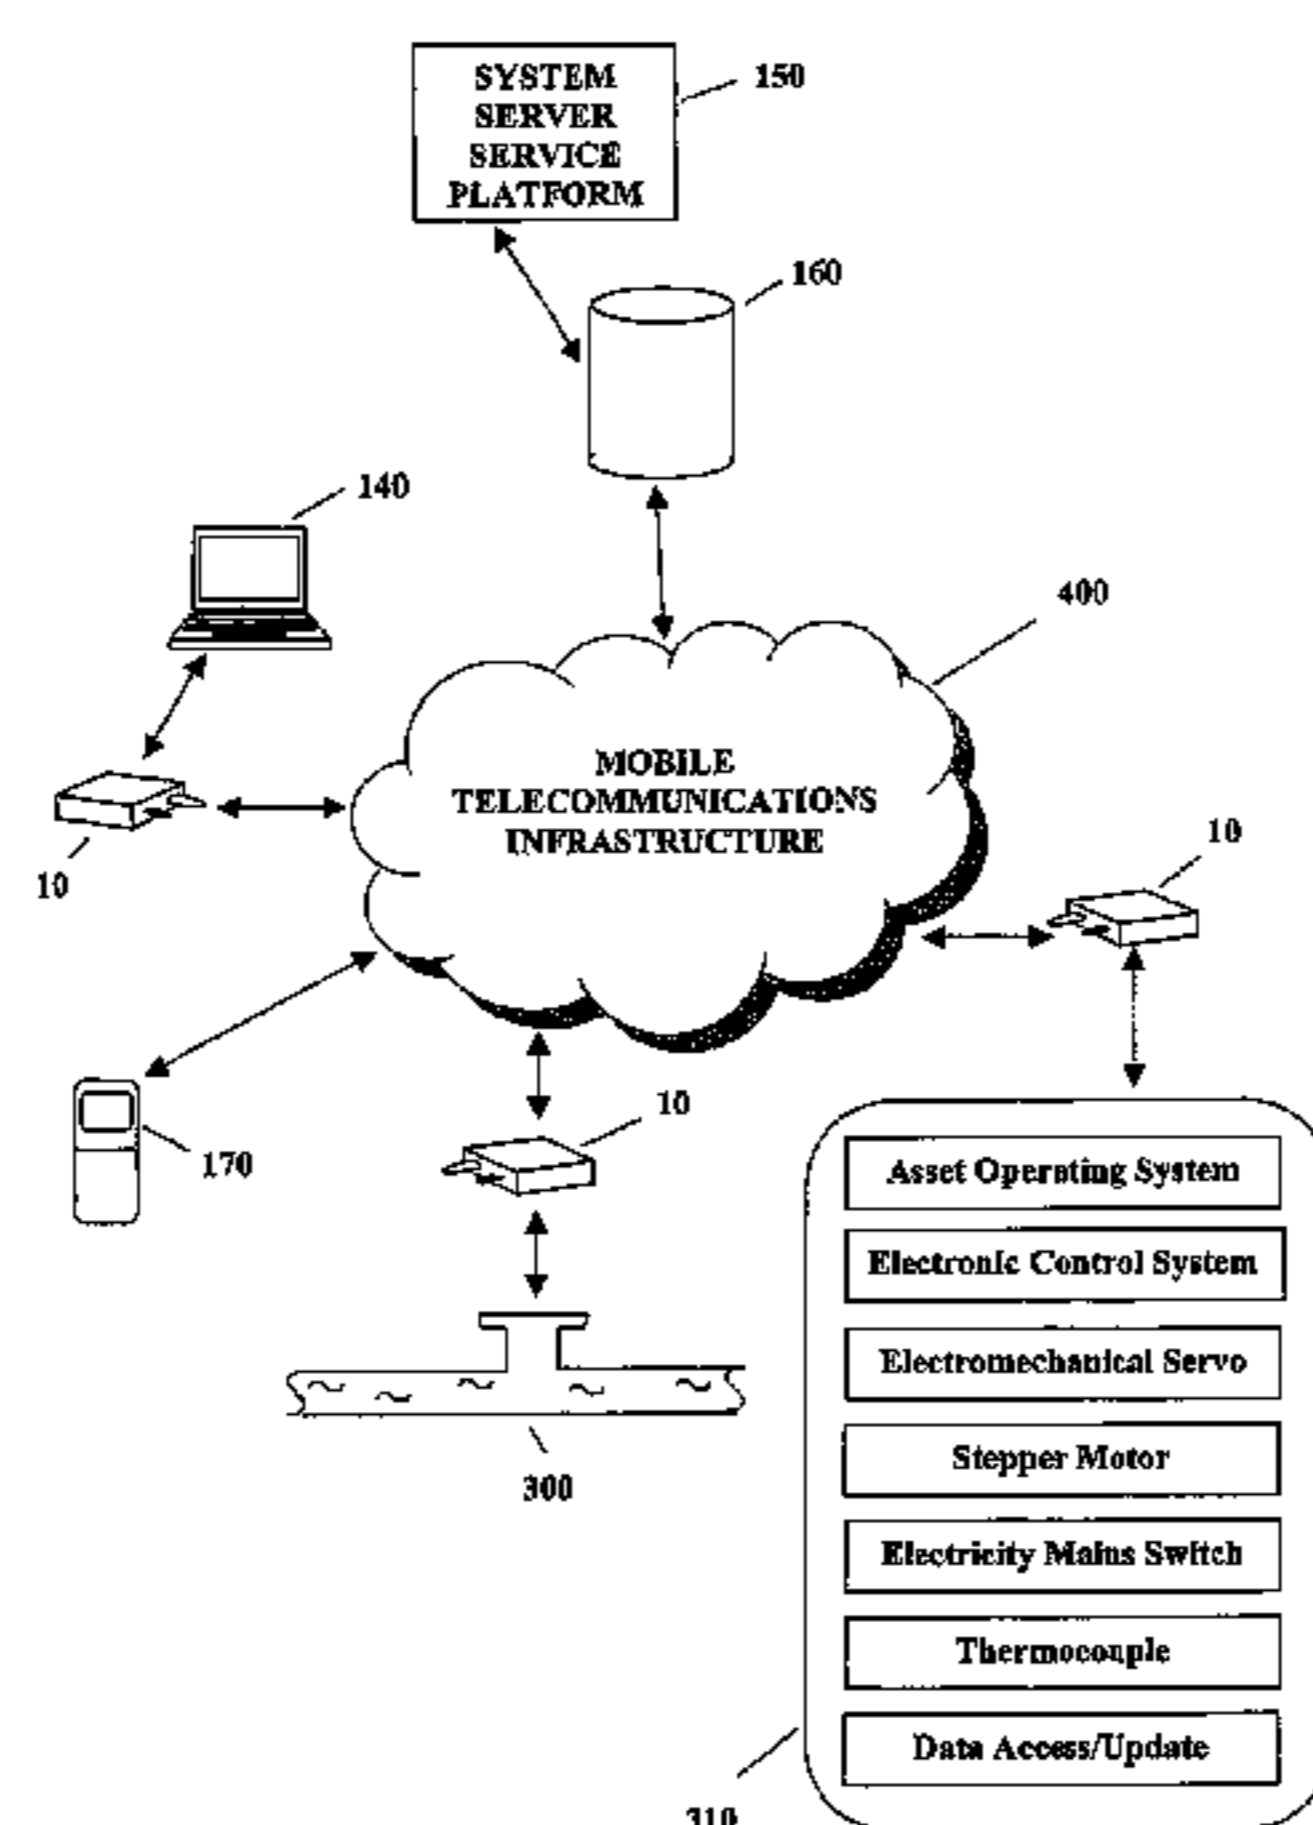 SYSTEM
SERVER
SERVICE
PLATFORM
150
160
140
400
MOBILE
TELECOMMUNICATIONS
INFRASTRUCTURE
10
10
10
170
300
Asset Operating System
Electronic Control System
Electromechanical Servo
Stepper Motor
Electricity Mains Switch
Thermocouple
Data Access/Update
310